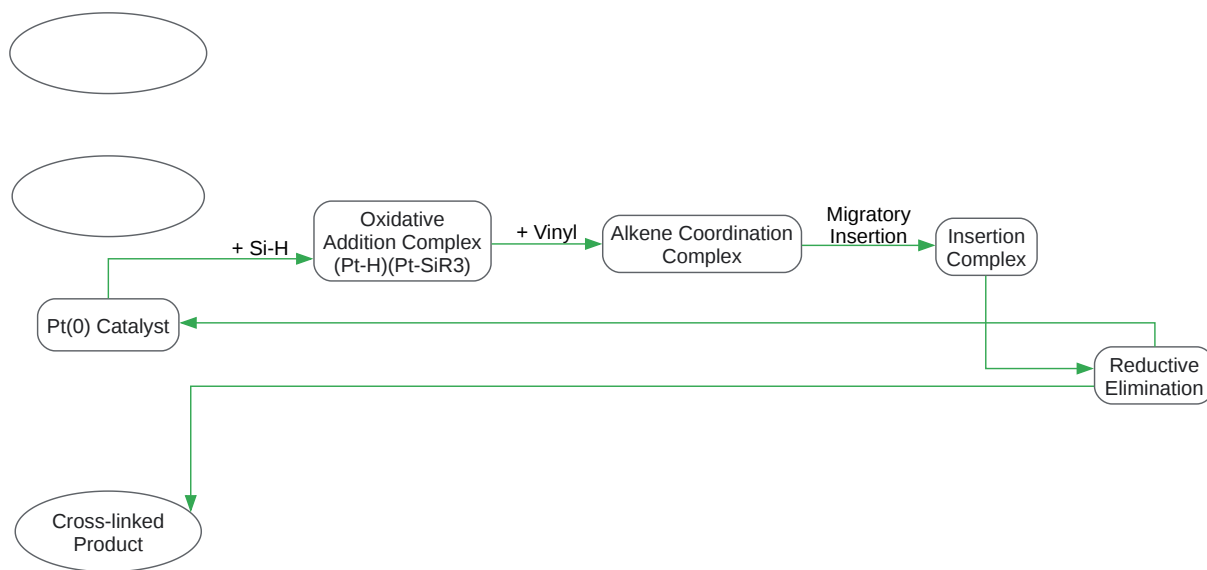 + Si-H
Oxidative
Addition Complex
(Pt-H)(Pt-SiR3)
+ Vinyl
Alkene Coordination
Complex
Migratory
Insertion
Insertion
Complex
Pt(0) Catalyst
Reductive
Elimination
Cross-linked
Product